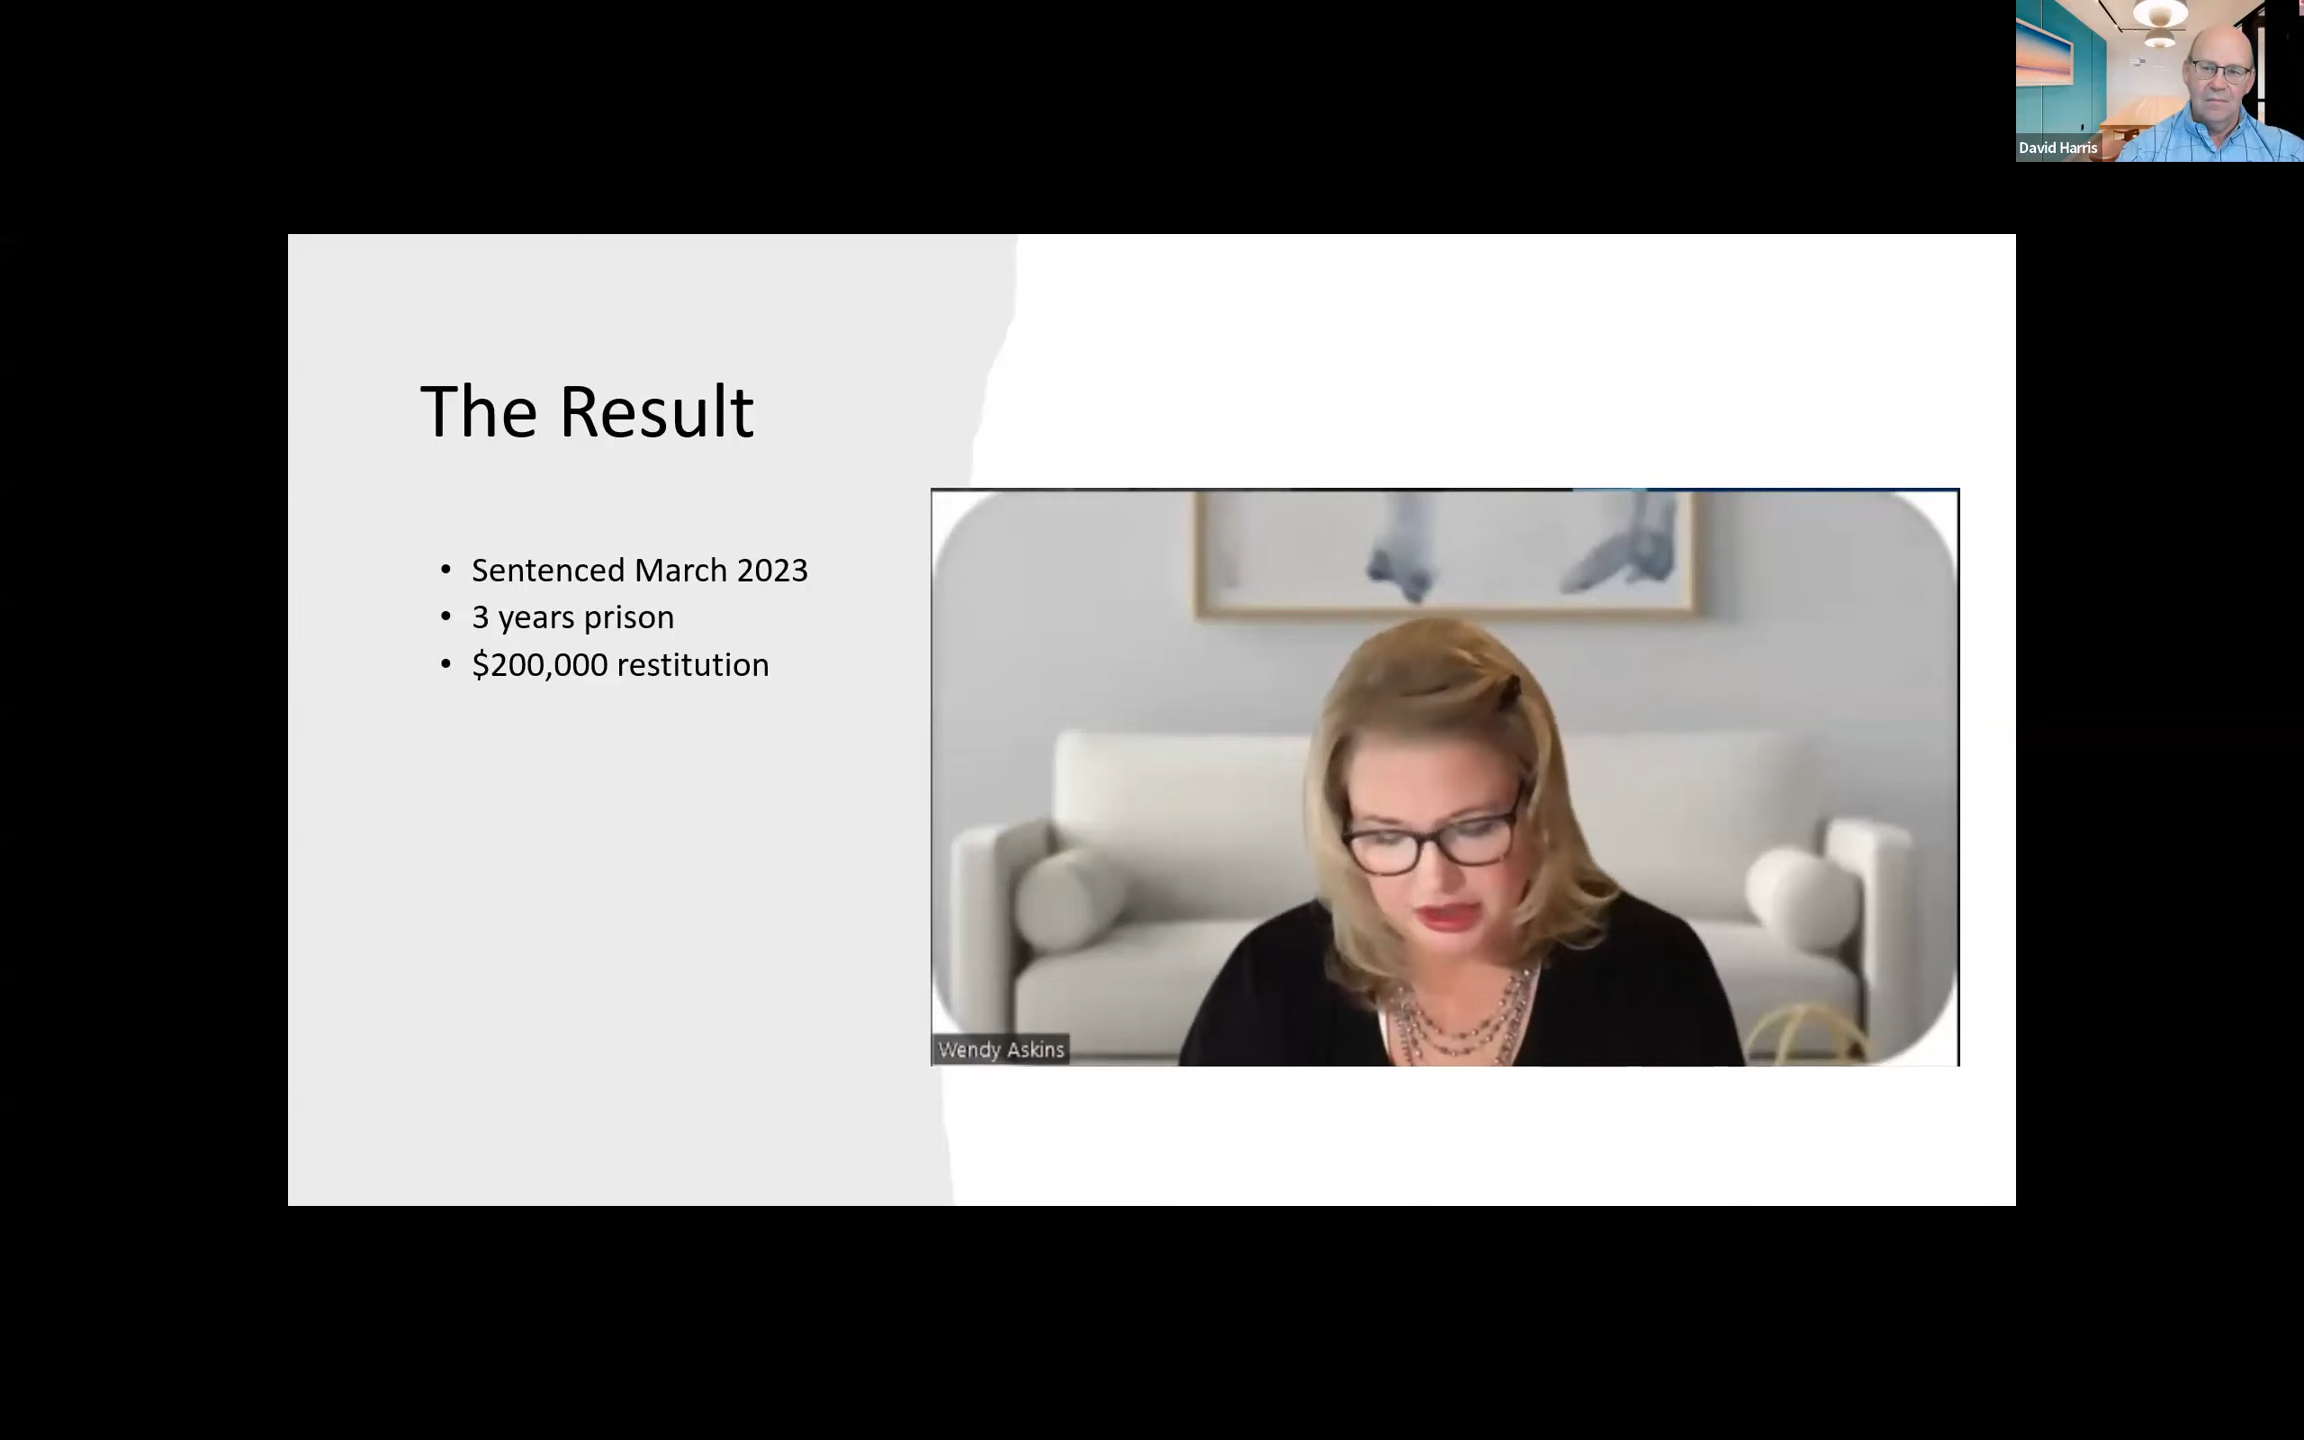 David Harris
The Result
• Sentenced March 2023
• 3 years prison
• $200,000 restitution
Wendy Askins